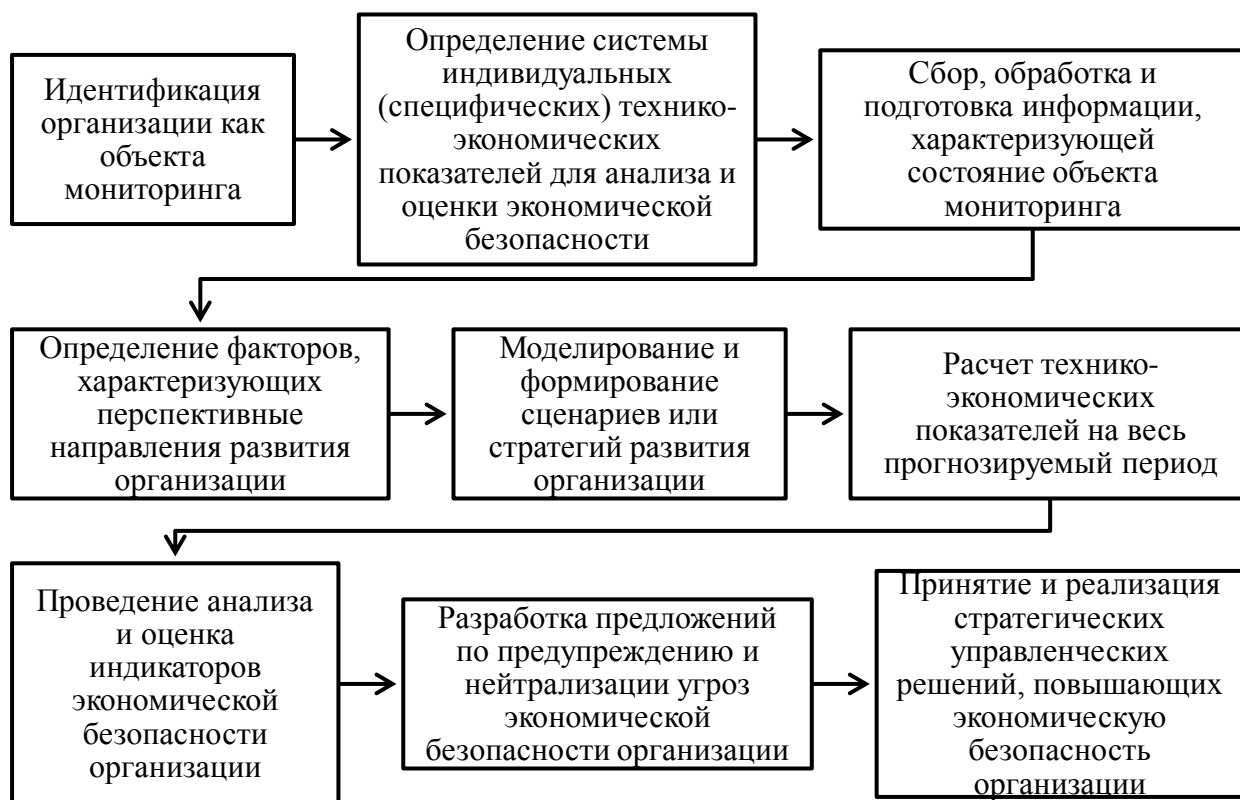 Идентификация
организации как
объекта
мониторинга
Определение системы
индивидуальных
(специфических) технико-
экономических
показателей для анализа и
оценки экономической
безопасности
Сбор, обработка и
подготовка информации,
характеризующей
состояние объекта
мониторинга
Определение факторов,
характеризующих
перспективные
направления развития
организации
Моделирование и
формирование
сценариев или
стратегий развития
организации
Расчет технико-
экономических
показателей на весь
прогнозируемый период
Проведение анализа
и оценка
индикаторов
экономической
безопасности
организации
Разработка предложений
по предупреждению и
нейтрализации угроз
экономической
безопасности организации
Принятие и реализация
стратегических
управленческих
решений, повышающих
экономическую
безопасность
организации